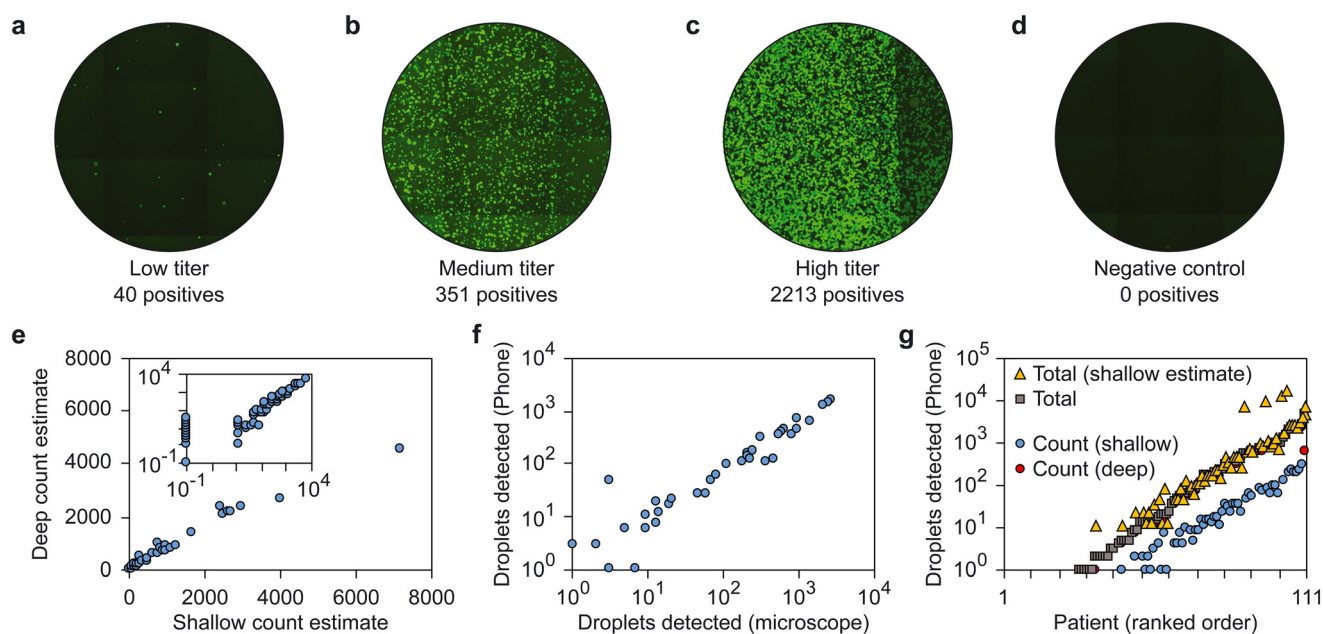 a
b
c
d
Low titer
40 positives
Medium titer
351 positives
High titer
2213 positives
Negative control
0 positives
e
Deep count estimate
8000
6000
4000
2000
0
0
2000
4000
6000
8000
Shallow count estimate
10^4
10^-1
10^-1
10^4
f
Droplets detected (Phone)
10^4
10^3
10^2
10^1
10^0
10^0
10^1
10^2
10^3
10^4
Droplets detected (microscope)
g
Droplets detected (Phone)
10^5
10^4
10^3
10^2
10^1
10^0
Total (shallow estimate)
Total
Count (shallow)
Count (deep)
1
111
Patient (ranked order)